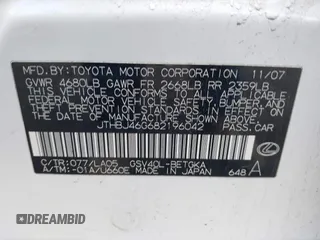 MFD. BY: TOYOTA MOTOR CORPORATION 11/07
GVWR 4680LB GAWR FR 2668LB RR 2359LB
THIS VEHICLE CONFORMS TO ALL APPLICABLE
FEDERAL MOTOR VEHICLE SAFETY, BUMPER, AND
THEFT PREVENTION STANDARDS IN EFFECT ON
THE DATE OF MANUFACTURE SHOWN ABOVE.
JTHBJ46G682196042 PASS. CAR
C/TR:077/LA05 GSV40L-BETGKA
A/TM:-01A/U660E MADE IN JAPAN 648 A
DEALERCENTER.CC